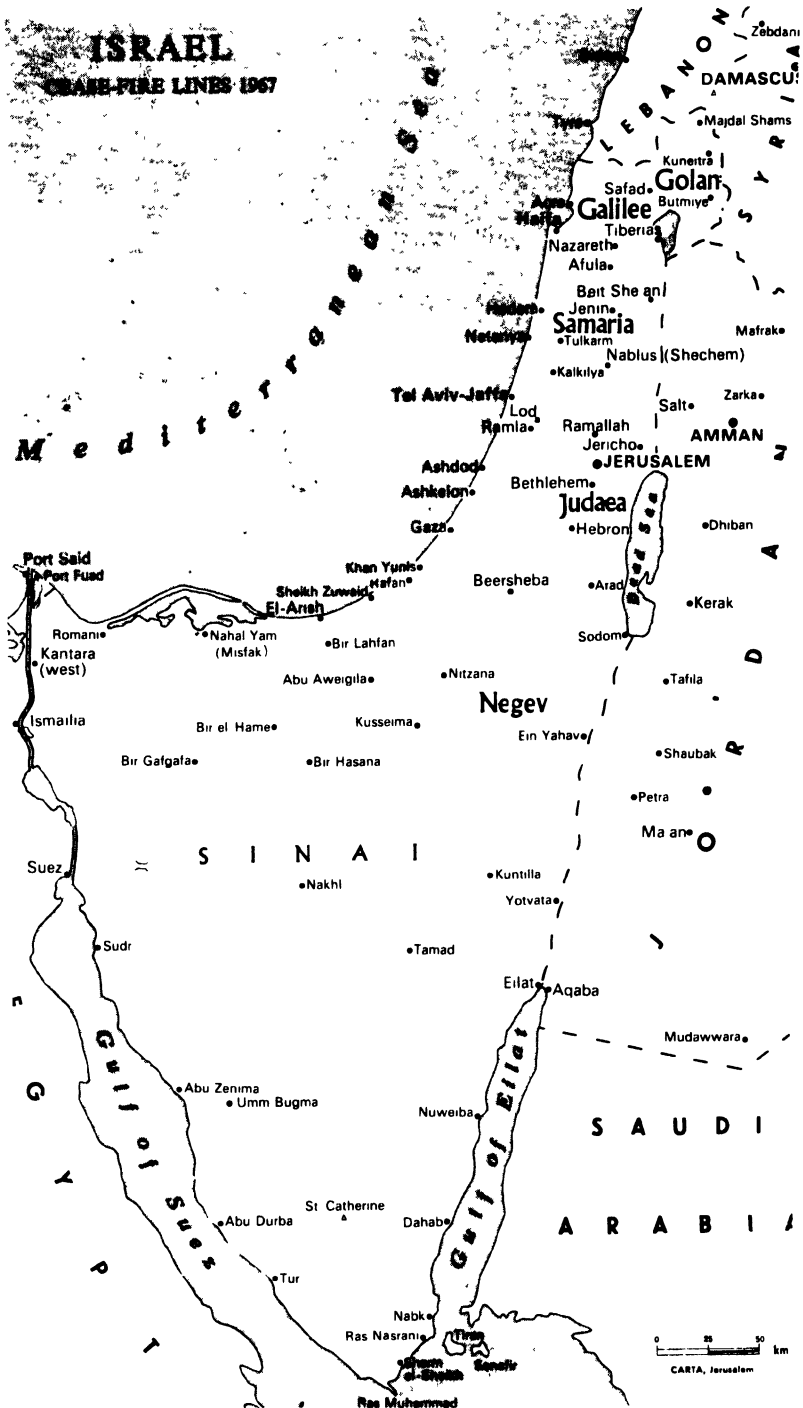 ISRAEL
CEASE-FIRE LINES 1967
Mediterranean Sea
LEBANON
Zebdani
DAMASCUS
Tyre
Majdal Shams
SYRIA
Kuneitra
Golan
Safad
Butmiye
Acre
Haifa
Galilee
Tiberias
Nazareth
Afula
Beit She'an
Hadera
Jenin
Samaria
Netanya
Tulkarm
Mafrak
Nablus (Shechem)
Kalkilya
Tel Aviv-Jaffa
Salt
Zarka
Lod
Ramla
Ramallah
AMMAN
Jericho
Ashdod
JERUSALEM
Ashkelon
Bethlehem
Judaea
Gaza
Hebron
Dead Sea
Dhiban
JORDAN
Port Said
Port Fuad
Khan Yunis
Rafah
Sheikh Zuwaid
El-Arish
Beersheba
Arad
Kerak
Romani
Nahal Yam
(Misfak)
Bir Lahfan
Sodom
Kantara
(west)
Abu Aweigila
Nitzana
Tafila
Negev
Ismailia
Bir el Hame
Kusseima
Ein Yahav
Bir Gafgafa
Bir Hasana
Shaubak
Petra
Ma'an
SINAI
Suez
Nakhl
Kuntilla
Yotvata
Sudr
Tamad
Eilat
Aqaba
Mudawwara
EGYPT
Gulf of Suez
Gulf of Eilat
Abu Zenima
Umm Bugma
Nuweiba
SAUDI
ARABIA
St Catherine
Abu Durba
Dahab
Tur
Nabk
Ras Nasrani
Tiran
Sanafir
Sharm
el-Sheikh
Ras Muhammad
0 25 50
km
CARTA, Jerusalem